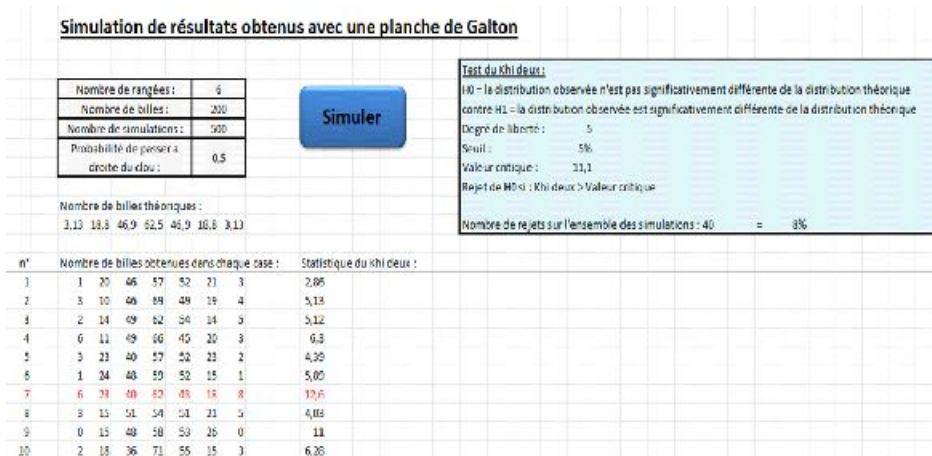 Simulation de résultats obtenus avec une planche de Galton
Nombre de rangées : 6
Nombre de billes : 200
Nombre de simulations : 500
Probabilité de passer à droite du clou : 0,5
Simuler
Test du Khi deux :
H0 = la distribution observée n'est pas significativement différente de la distribution théorique
contre H1 = la distribution observée est significativement différente de la distribution théorique
Degré de liberté : 5
Seuil : 5%
Valeur critique : 11,1
Rejet de H0 si : Khi deux > Valeur critique
Nombre de rejets sur l'ensemble des simulations : 40 = 8%
Nombre de billes théoriques :
3,13 18,8 46,9 62,5 46,9 18,8 3,13
n° Nombre de billes obtenues dans chaque case : Statistique du Khi deux :
1 1 20 46 57 52 21 3 2,86
2 3 10 46 69 49 19 4 5,13
3 2 14 49 62 54 14 5 5,12
4 6 11 49 66 45 20 3 6,3
5 3 23 40 57 52 23 2 4,39
6 1 24 48 59 52 15 1 5,09
7 6 23 40 62 43 18 8 12,6
8 3 15 51 54 51 21 5 4,03
9 0 15 48 58 53 26 0 11
10 2 18 36 71 55 15 3 6,28